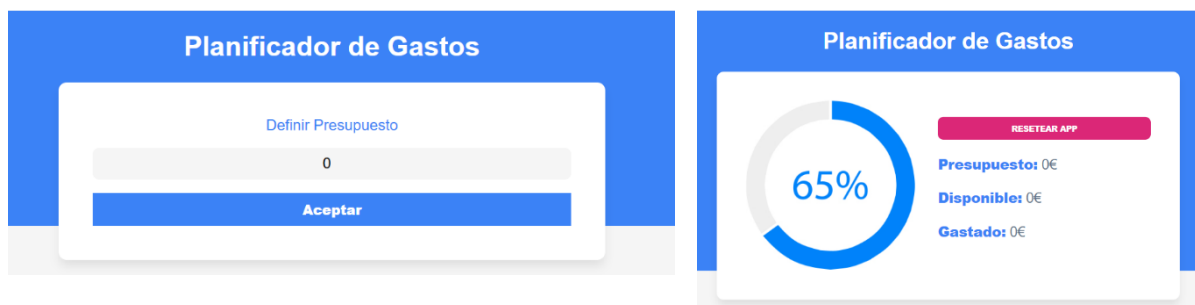 Planificador de Gastos
Definir Presupuesto
0
Aceptar
Planificador de Gastos
65%
RESETEAR APP
Presupuesto: 0€
Disponible: 0€
Gastado: 0€